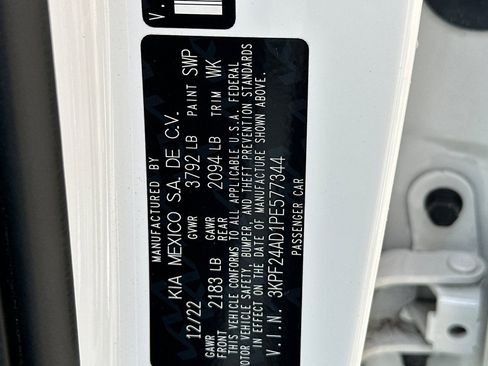 V.
MANUFACTURED BY
KIA MEXICO S.A. DE C.V.
12/22 GVWR 3792 LB PAINT SWP
GAWR FRONT 2183 LB GAWR REAR 2094 LB TRIM WK
THIS VEHICLE CONFORMS TO ALL APPLICABLE U.S.A. FEDERAL
MOTOR VEHICLE SAFETY, BUMPER, AND THEFT PREVENTION STANDARDS
IN EFFECT ON THE DATE OF MANUFACTURE SHOWN ABOVE.
V.I.N. 3KPF24AD1PE577344
PASSENGER CAR